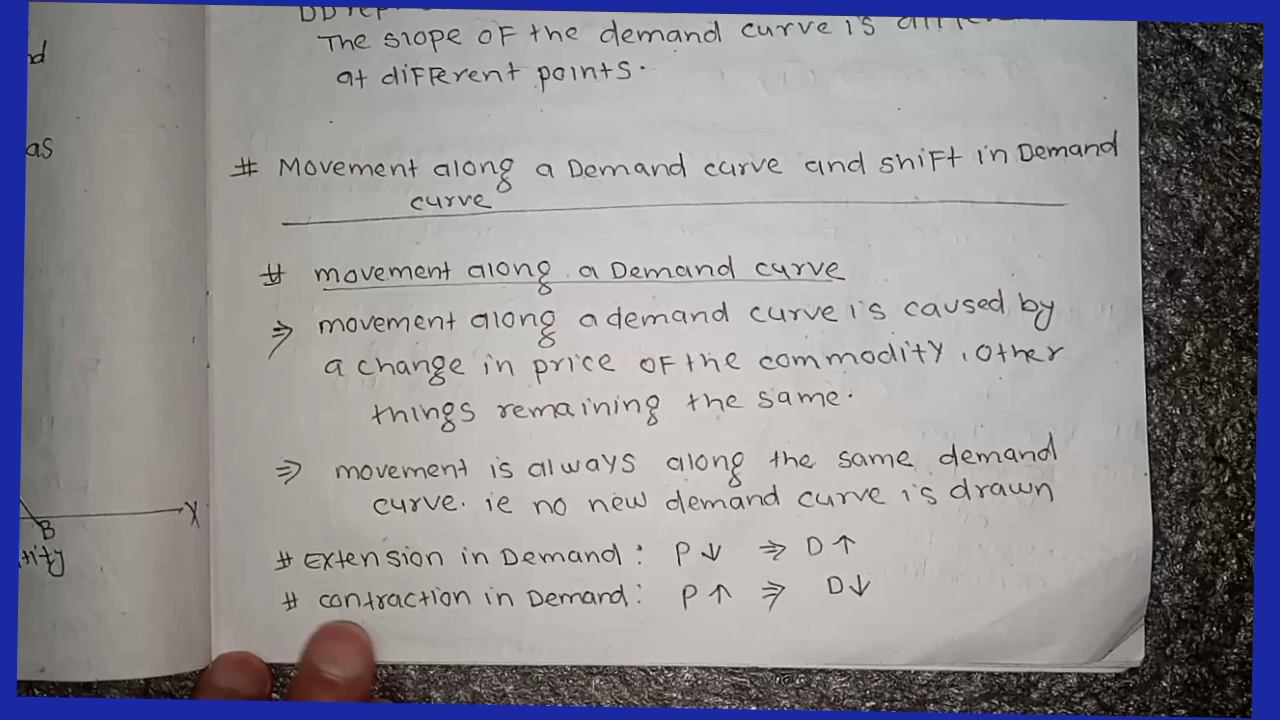 nd
as
X
B
tity
The slope of the demand curve is
at different points.
# Movement along a Demand curve and shift in Demand
curve
# movement along a Demand curve
⇒ movement along a demand curve is caused by
a change in price of the commodity, other
things remaining the same.
⇒ movement is always along the same demand
curve. ie no new demand curve is drawn
# Extension in Demand: P↓ ⇒ D↑
# contraction in Demand: P↑ ⇒ D↓